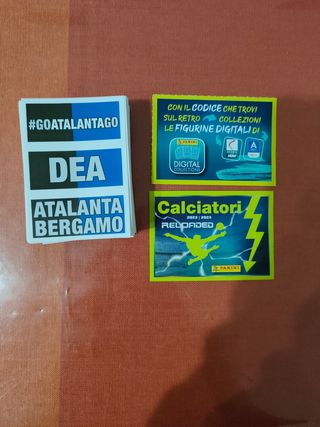 #GOATALANTAGO
DEA
ATALANTA
BERGAMO
CON IL CODICE CHE TROVI
SUL RETRO COLLEZIONI
LE FIGURINE DIGITALI DI
PANINI
DIGITAL
COLLECTIONS
Calciatori
2023 | 2024
RELOADED
PANINI